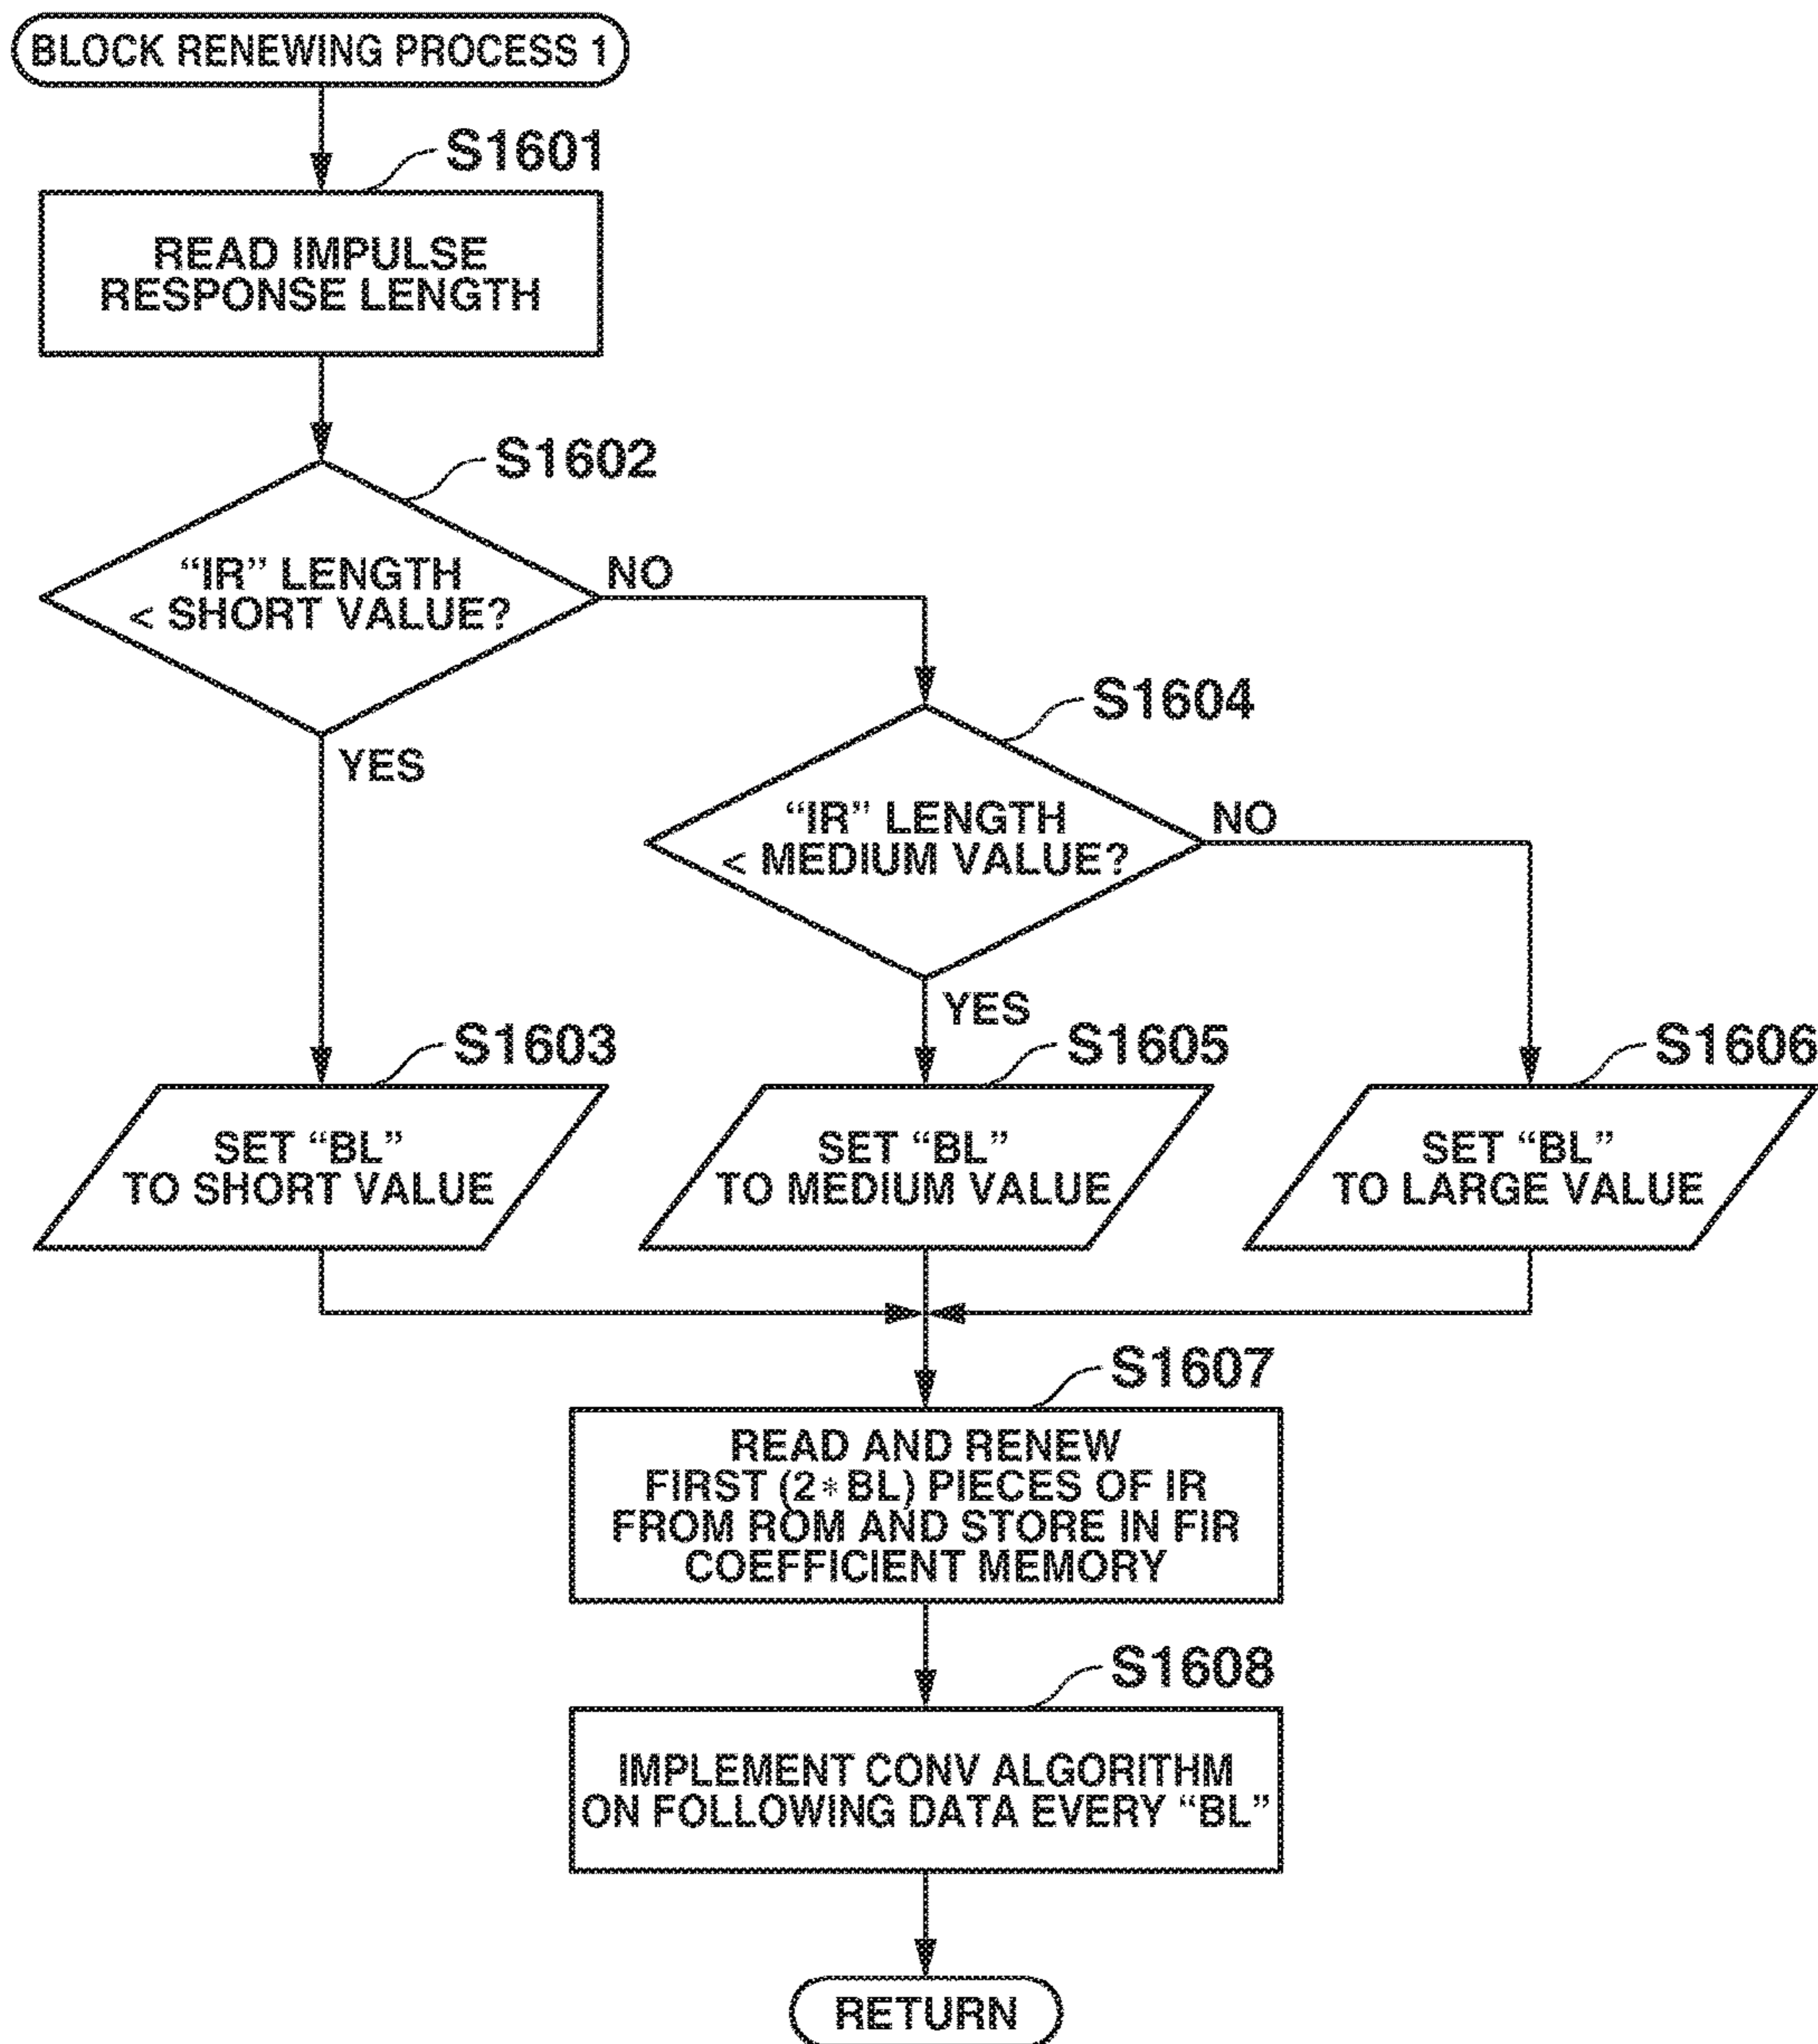 BLOCK RENEWING PROCESS 1
S1601
READ IMPULSE
RESPONSE LENGTH
S1602
“IR” LENGTH
< SHORT VALUE?
NO
YES
S1604
“IR” LENGTH
< MEDIUM VALUE?
NO
YES
S1603
SET “BL”
TO SHORT VALUE
S1605
SET “BL”
TO MEDIUM VALUE
S1606
SET “BL”
TO LARGE VALUE
S1607
READ AND RENEW
FIRST (2*BL) PIECES OF IR
FROM ROM AND STORE IN FIR
COEFFICIENT MEMORY
S1608
IMPLEMENT CONV ALGORITHM
ON FOLLOWING DATA EVERY “BL”
RETURN